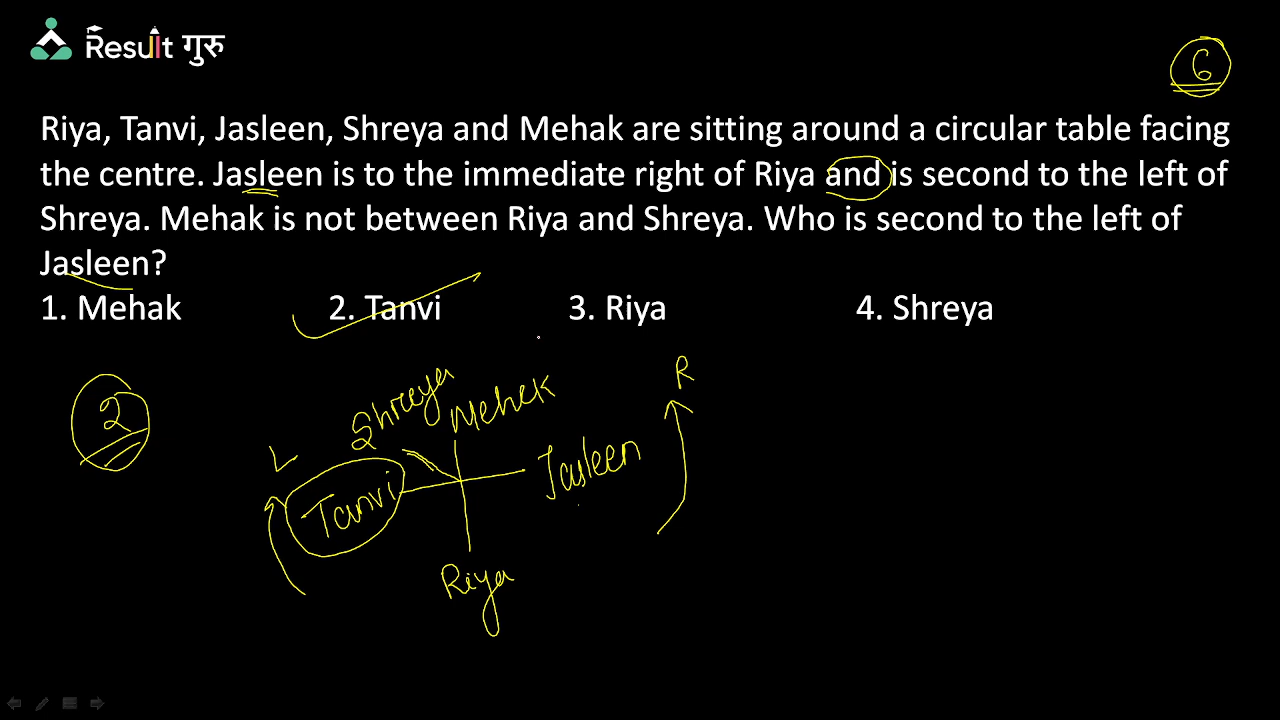 Result गुरु
6
Riya, Tanvi, Jasleen, Shreya and Mehak are sitting around a circular table facing
the centre. Jasleen is to the immediate right of Riya and is second to the left of
Shreya. Mehak is not between Riya and Shreya. Who is second to the left of
Jasleen?
1. Mehak 2. Tanvi 3. Riya 4. Shreya
2
Shreya
Mehek
R
L
Tanvi
Jasleen
Riya